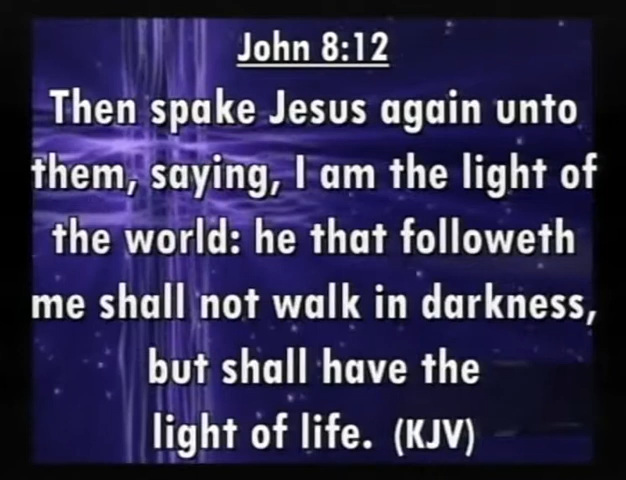 John 8:12
Then spake Jesus again unto
them, saying, I am the light of
the world: he that followeth
me shall not walk in darkness,
but shall have the
light of life. (KJV)